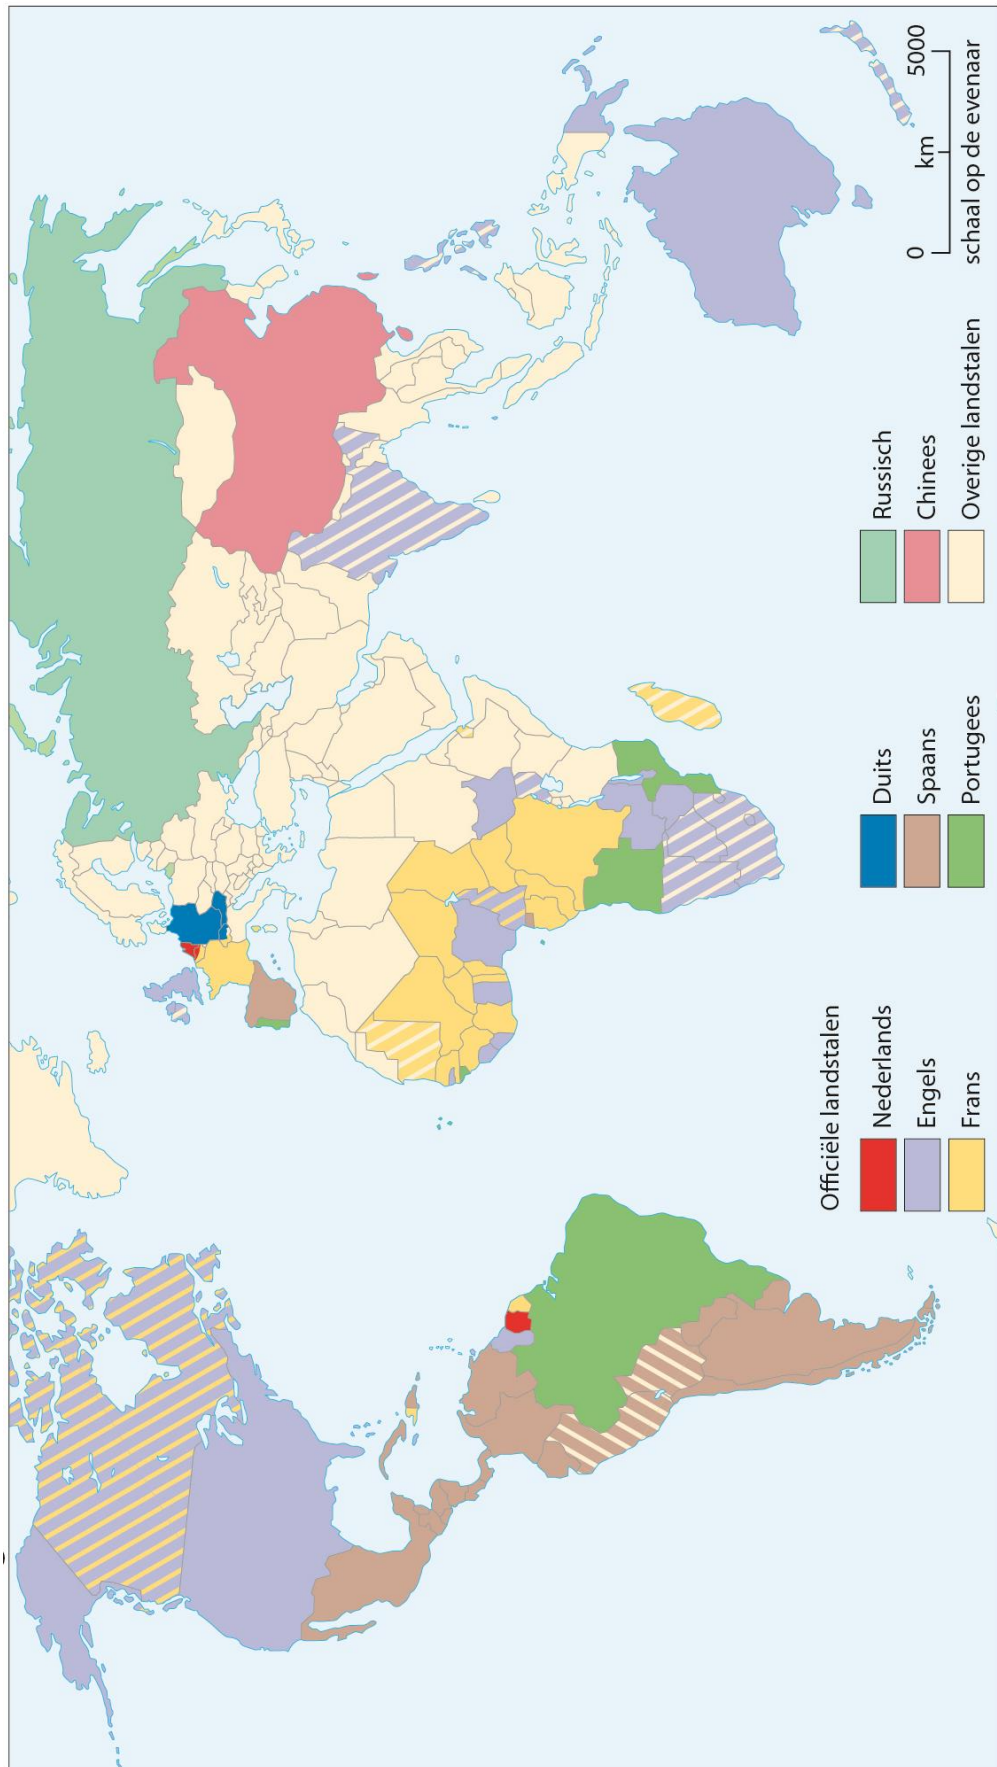 Officiële landstalen
Nederlands
Engels
Frans
Duits
Spaans
Portugees
Russisch
Chinees
Overige landstalen
0 km 5000
schaal op de evenaar